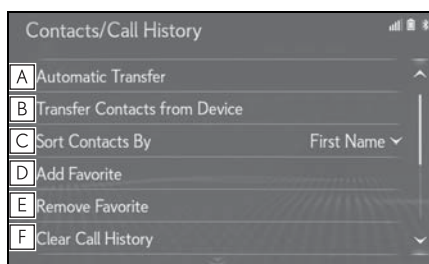 Contacts/Call History
A Automatic Transfer
B Transfer Contacts from Device
C Sort Contacts By First Name
D Add Favorite
E Remove Favorite
F Clear Call History